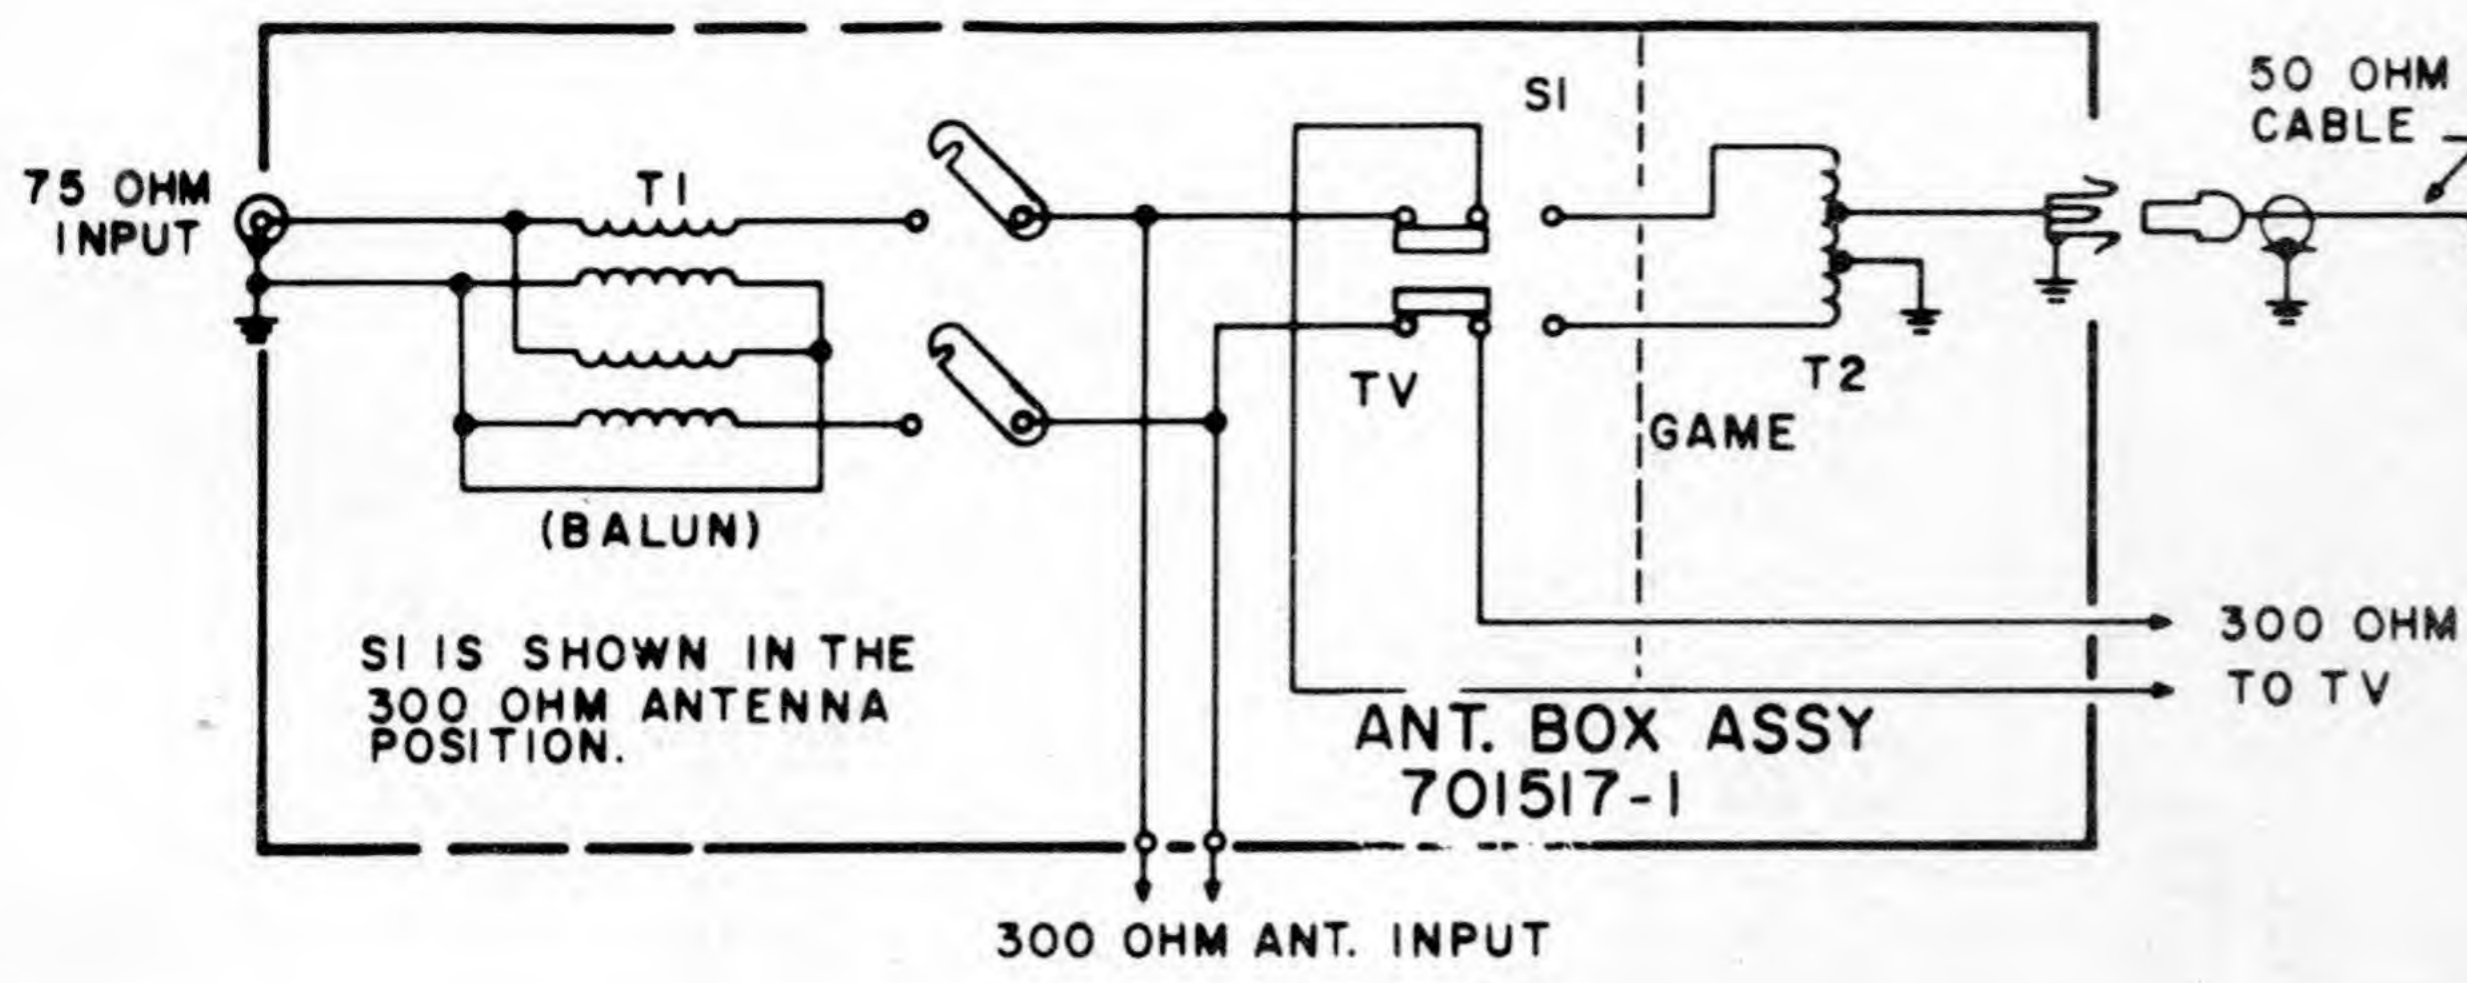 75 OHM
INPUT
T1
(BALUN)
S1 IS SHOWN IN THE
300 OHM ANTENNA
POSITION.
S1
TV
GAME
T2
50 OHM
CABLE
300 OHM
TO TV
ANT. BOX ASSY
701517-1
300 OHM ANT. INPUT